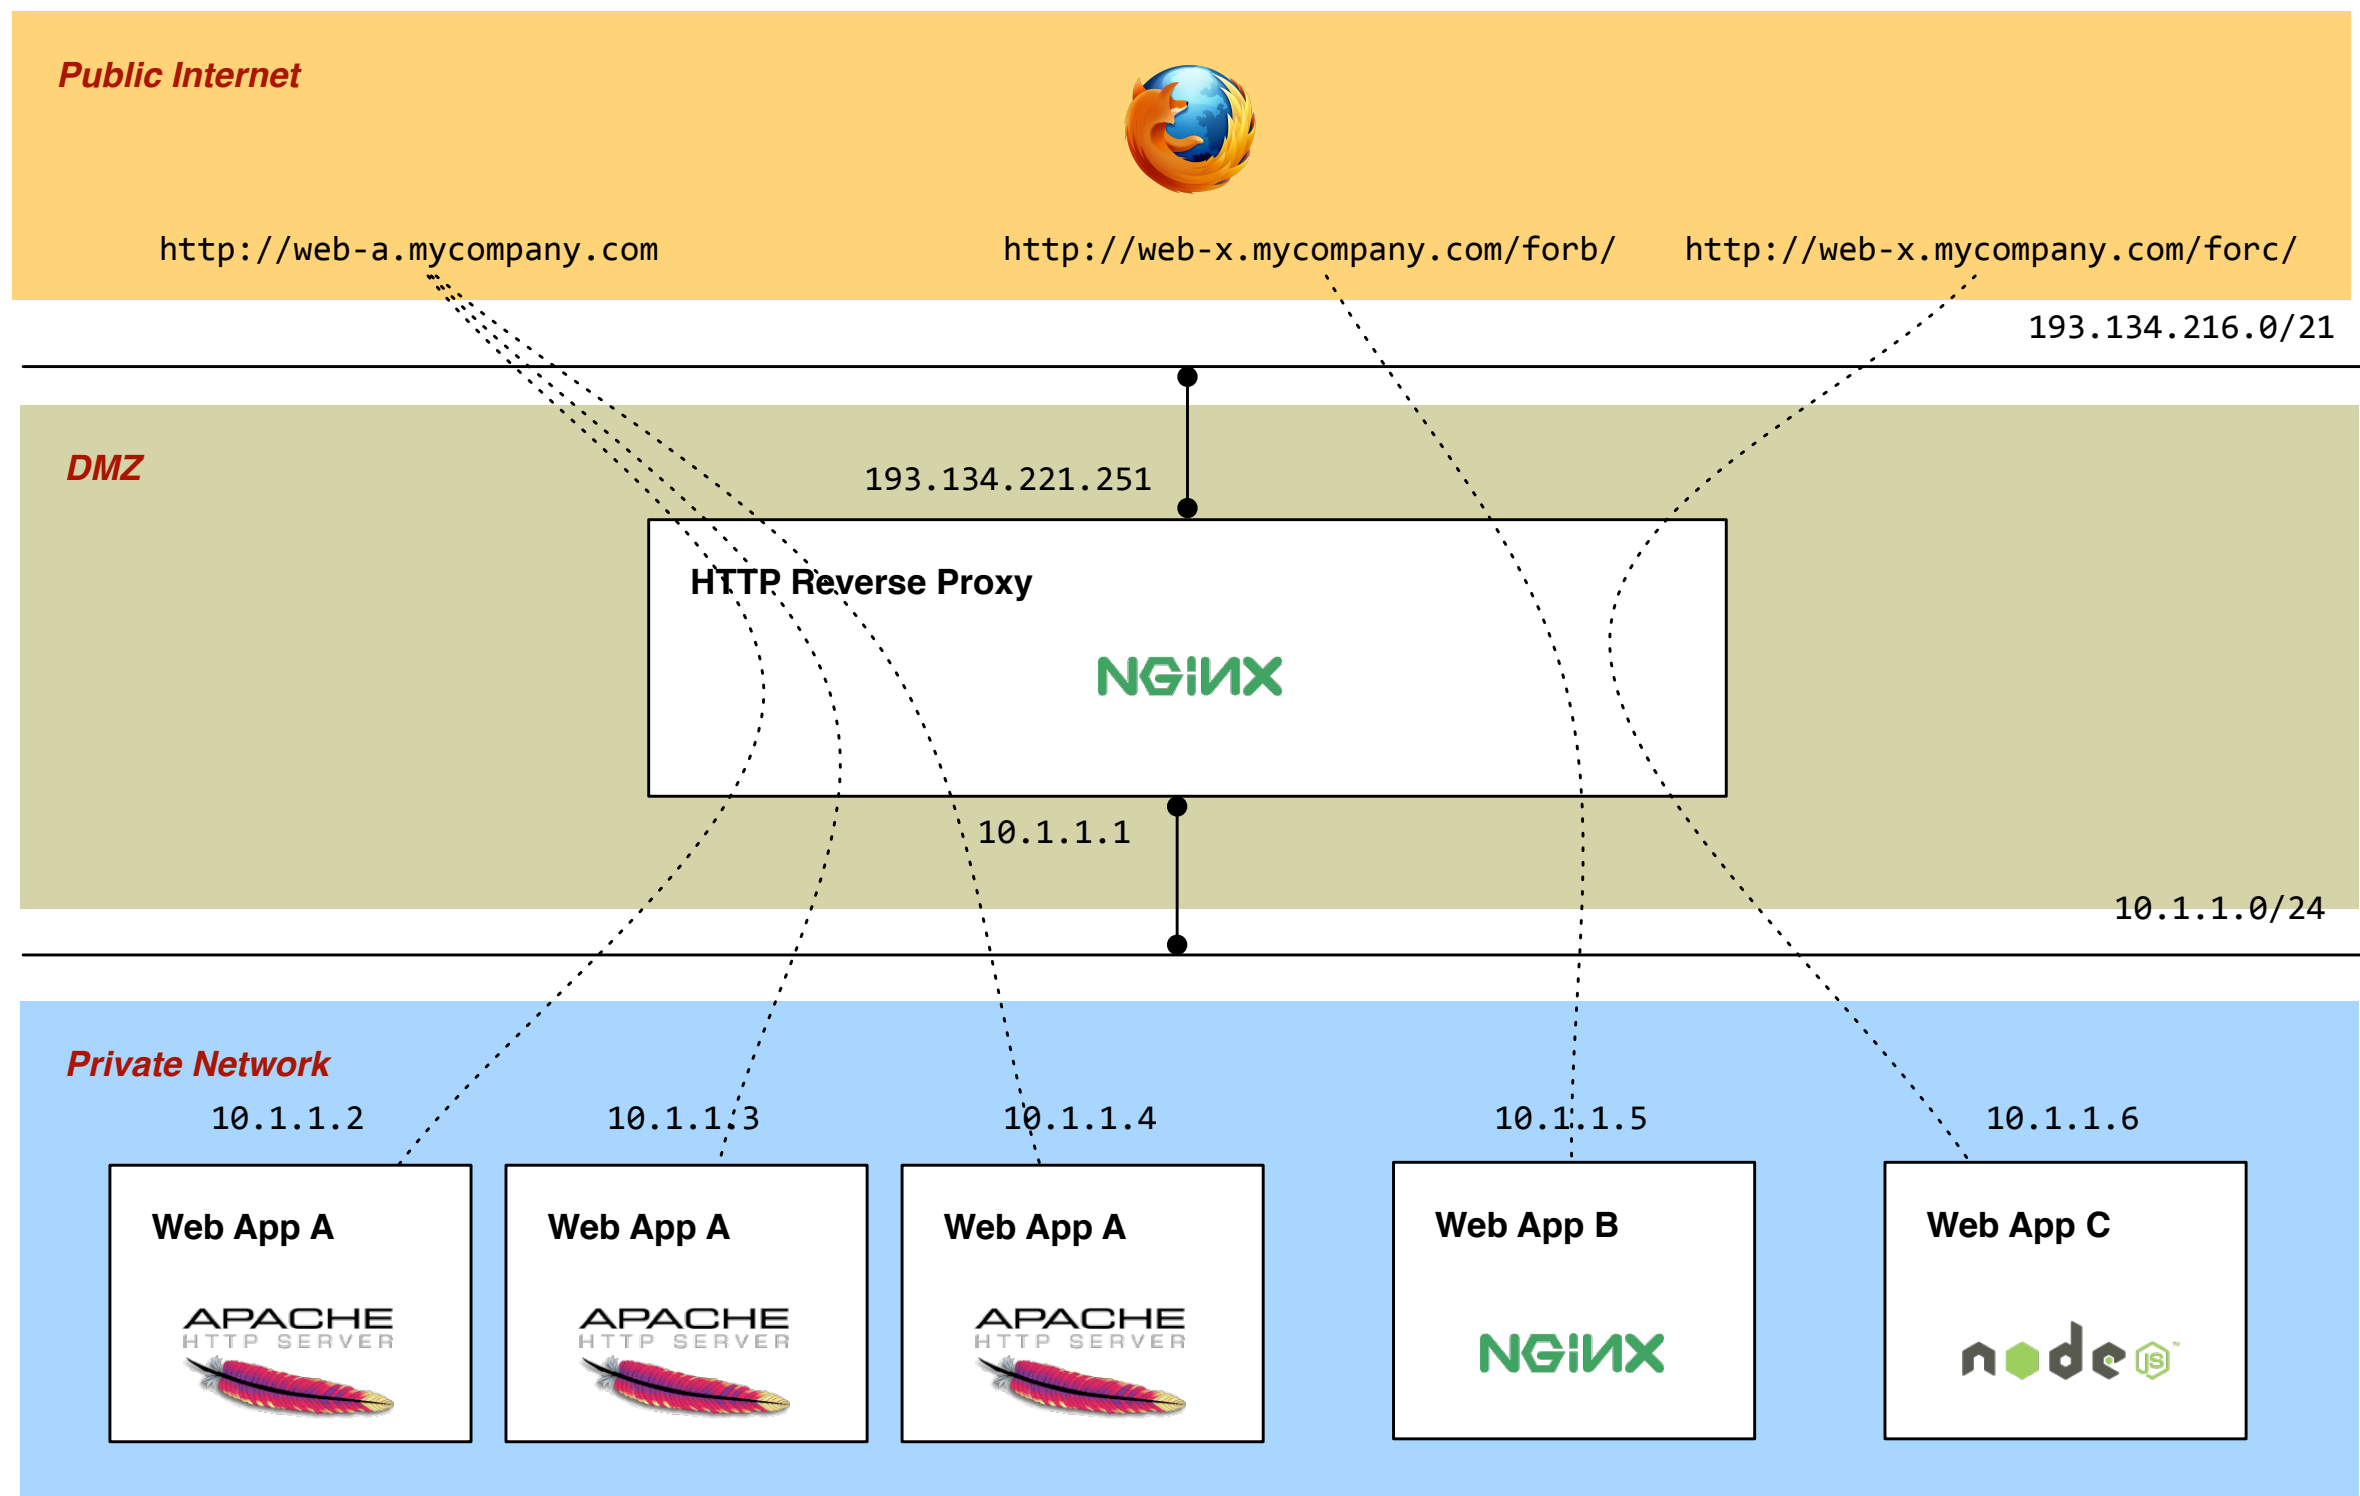 Public Internet
http://web-a.mycompany.com
http://web-x.mycompany.com/forb/
http://web-x.mycompany.com/forc/
193.134.216.0/21
DMZ
193.134.221.251
HTTP Reverse Proxy
NGiNX
10.1.1.1
10.1.1.0/24
Private Network
10.1.1.2
10.1.1.3
10.1.1.4
10.1.1.5
10.1.1.6
Web App A
Web App A
Web App A
Web App B
Web App C
APACHE
HTTP SERVER
APACHE
HTTP SERVER
APACHE
HTTP SERVER
NGiNX
node JS™